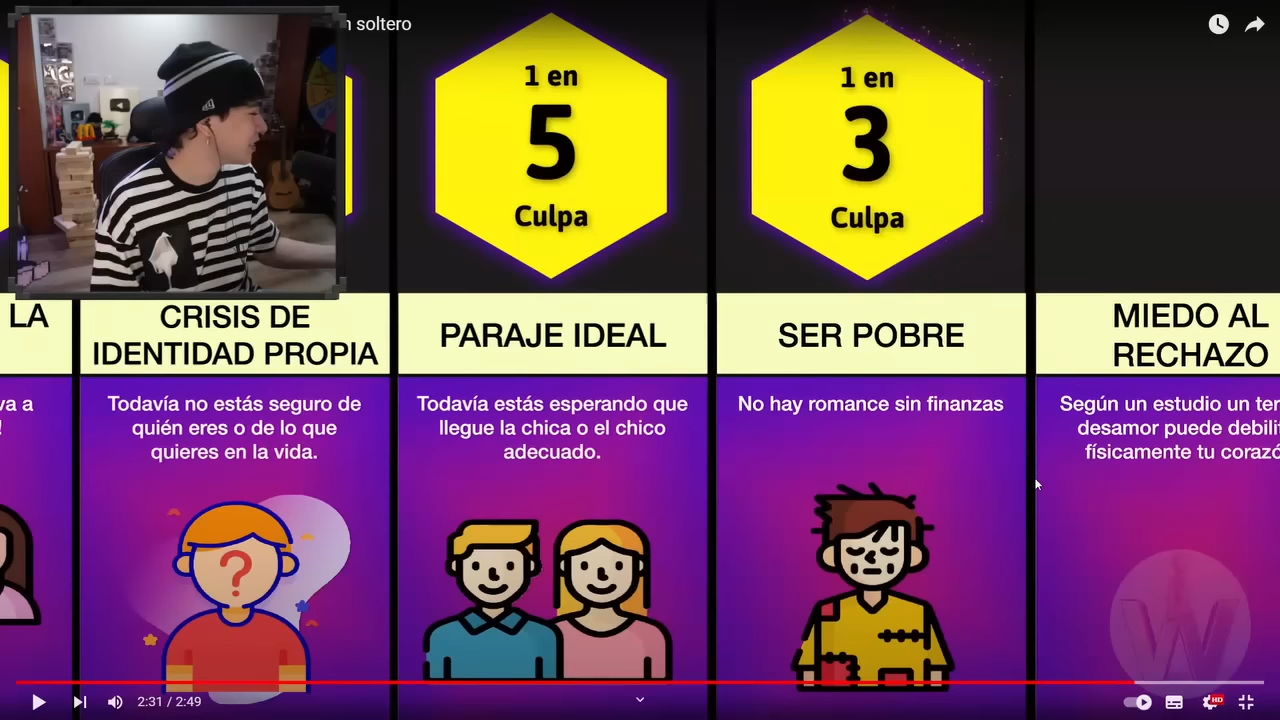 n soltero
1 en
5
Culpa
1 en
3
Culpa
LA
CRISIS DE
IDENTIDAD PROPIA
PARAJE IDEAL
SER POBRE
MIEDO AL
RECHAZO
va a
!
Todavía no estás seguro de
quién eres o de lo que
quieres en la vida.
Todavía estás esperando que
llegue la chica o el chico
adecuado.
No hay romance sin finanzas
Según un estudio un ter
desamor puede debilit
físicamente tu corazó
?
W
2:31 / 2:49
HD